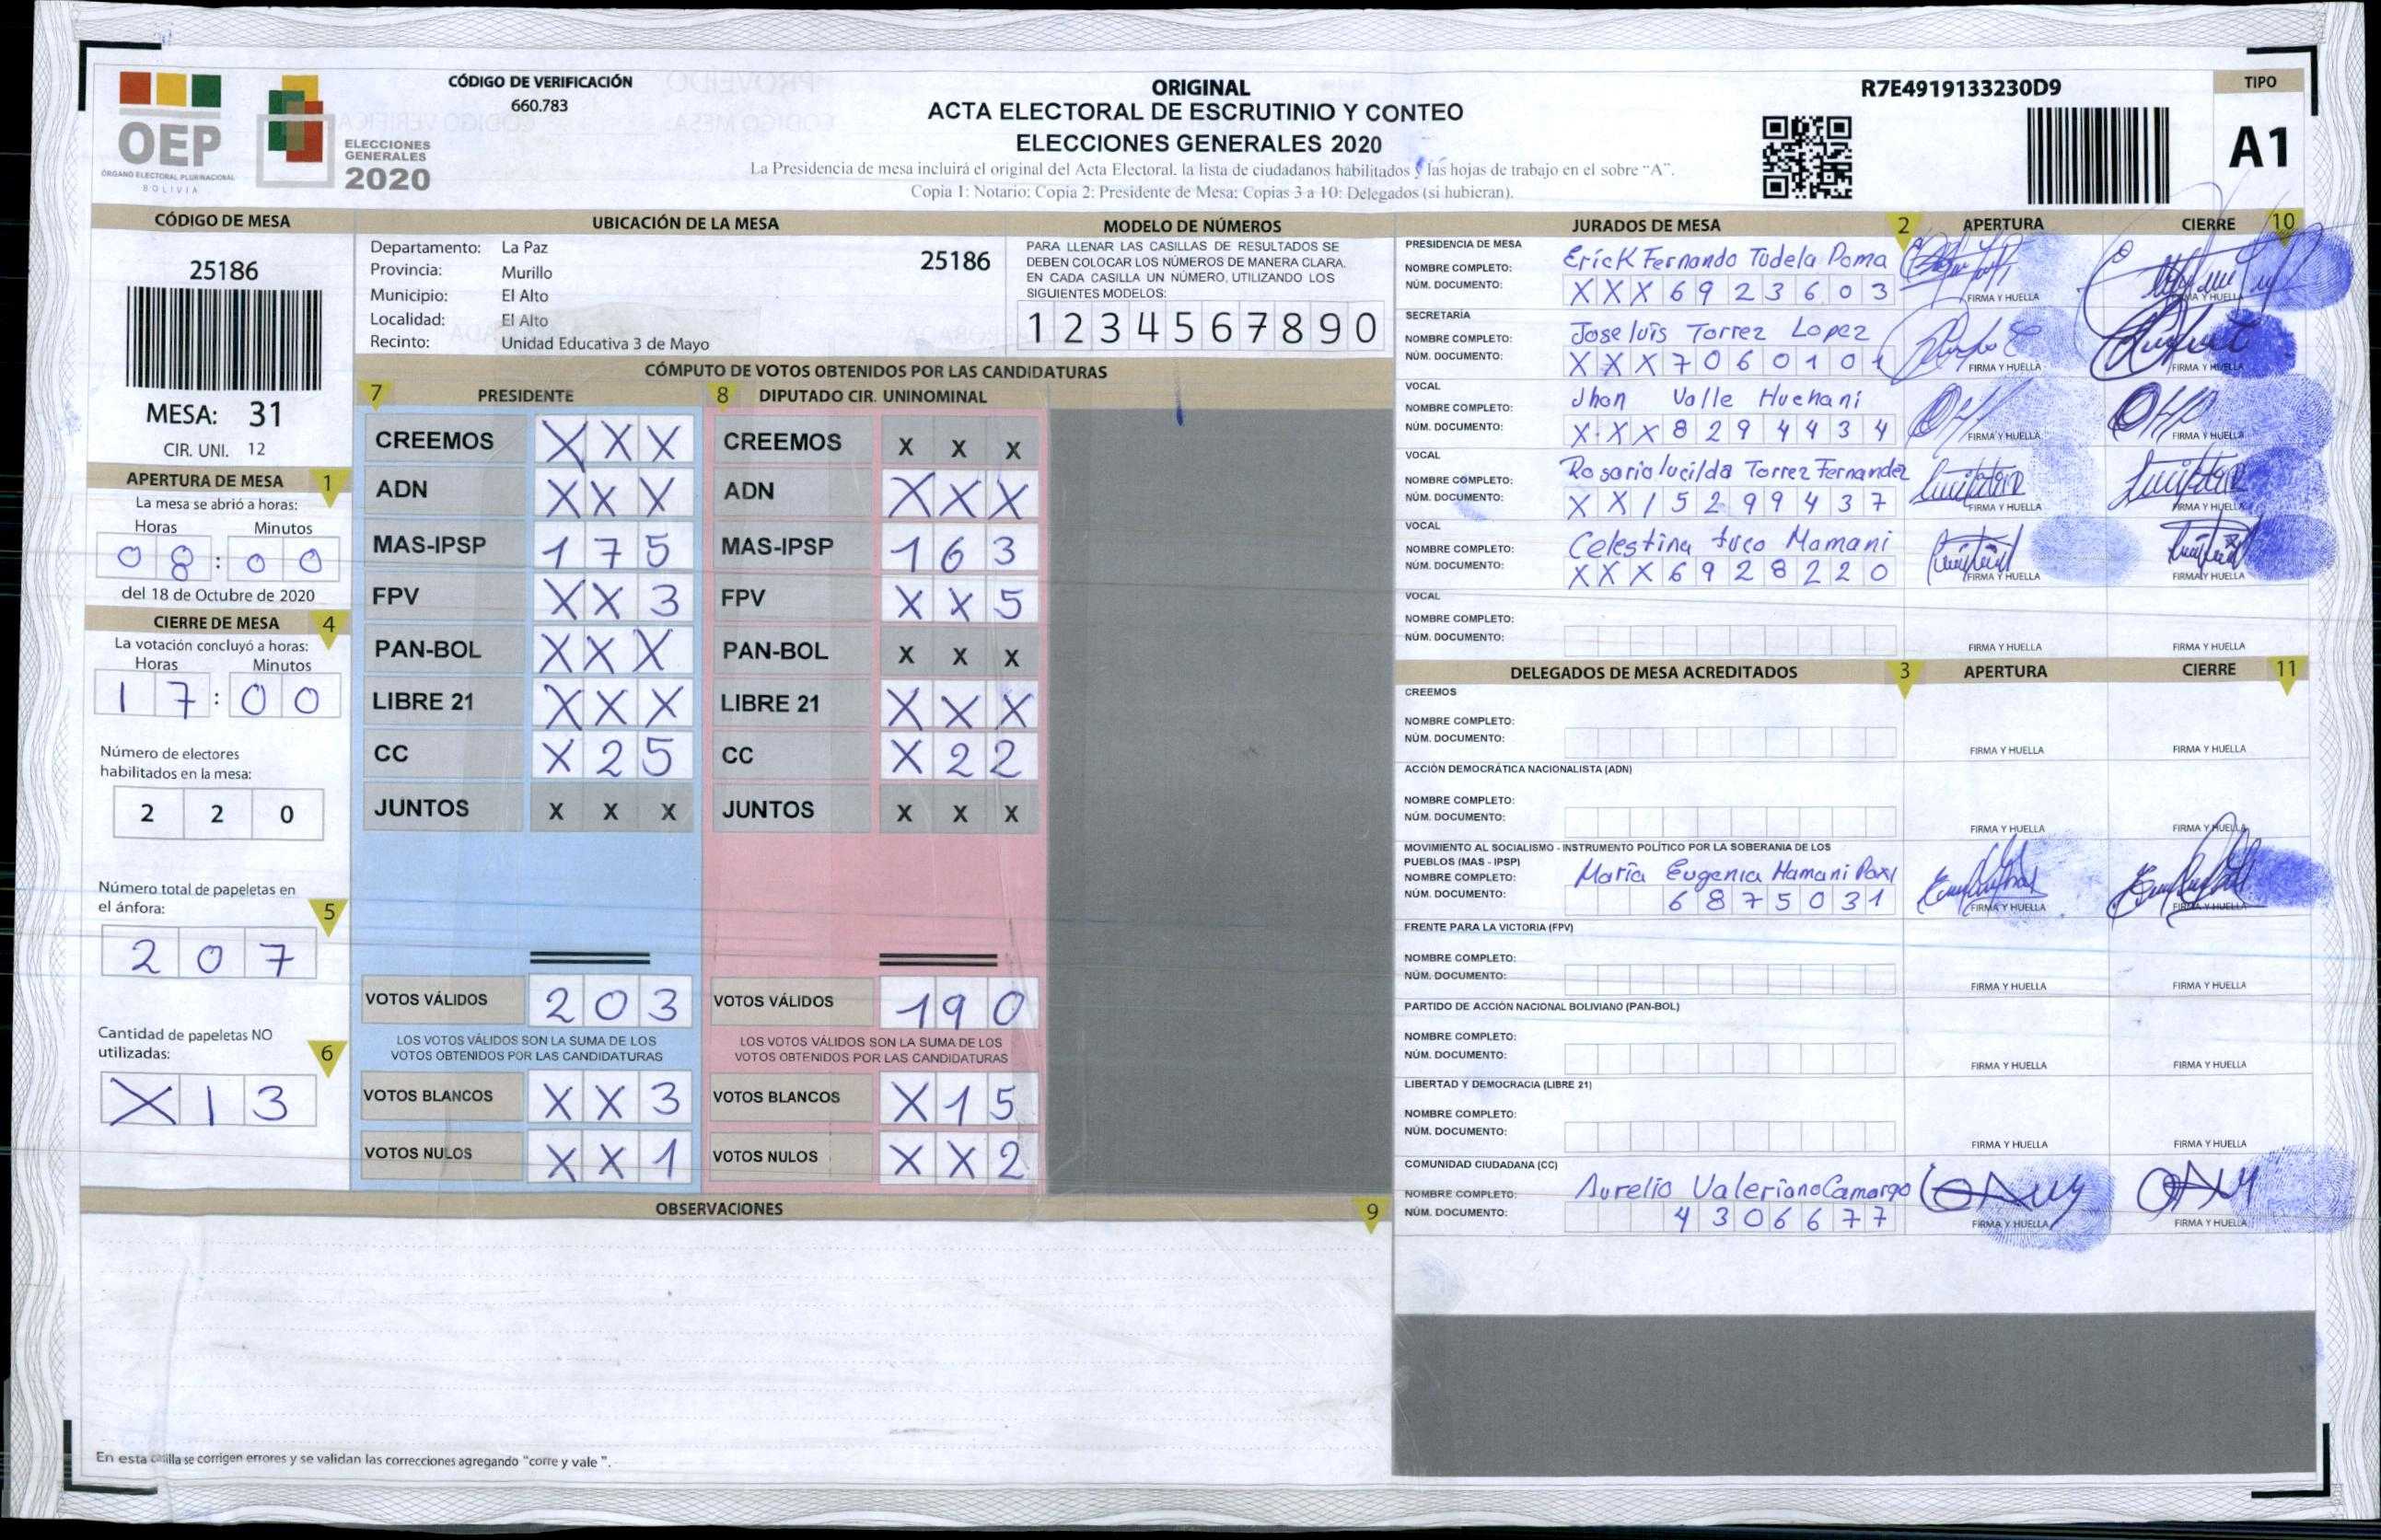 CÓDIGO DE VERIFICACIÓN
660.783
OEP
ÓRGANO ELECTORAL PLURINACIONAL
BOLIVIA
ELECCIONES
GENERALES
2020
ORIGINAL
ACTA ELECTORAL DE ESCRUTINIO Y CONTEO
ELECCIONES GENERALES 2020
La Presidencia de mesa incluirá el original del Acta Electoral. la lista de ciudadanos habilitados y las hojas de trabajo en el sobre “A”.
Copia 1: Notario: Copia 2: Presidente de Mesa: Copias 3 a 10: Delegados (si hubieran).
R7E4919133230D9
TIPO
A1
CÓDIGO DE MESA
25186
MESA: 31
CIR. UNI. 12
APERTURA DE MESA 1
La mesa se abrió a horas:
Horas Minutos
08:00
del 18 de Octubre de 2020
CIERRE DE MESA 4
La votación concluyó a horas:
Horas Minutos
17:00
Número de electores
habilitados en la mesa:
2 2 0
Número total de papeletas en
el ánfora: 5
2 0 7
Cantidad de papeletas NO
utilizadas: 6
X 1 3
UBICACIÓN DE LA MESA
Departamento: La Paz
25186
Provincia: Murillo
Municipio: El Alto
Localidad: El Alto
Recinto: Unidad Educativa 3 de Mayo
MODELO DE NÚMEROS
PARA LLENAR LAS CASILLAS DE RESULTADOS SE
DEBEN COLOCAR LOS NÚMEROS DE MANERA CLARA.
EN CADA CASILLA UN NÚMERO, UTILIZANDO LOS
SIGUIENTES MODELOS:
1 2 3 4 5 6 7 8 9 0
CÓMPUTO DE VOTOS OBTENIDOS POR LAS CANDIDATURAS
7 PRESIDENTE 8 DIPUTADO CIR. UNINOMINAL
CREEMOS X X X CREEMOS X X X
ADN X X X ADN X X X
MAS-IPSP 1 7 5 MAS-IPSP 1 6 3
FPV X X 3 FPV X X 5
PAN-BOL X X X PAN-BOL X X X
LIBRE 21 X X X LIBRE 21 X X X
CC X 2 5 CC X 2 2
JUNTOS X X X JUNTOS X X X
VOTOS VÁLIDOS 2 0 3 VOTOS VÁLIDOS 1 9 0
LOS VOTOS VÁLIDOS SON LA SUMA DE LOS LOS VOTOS VÁLIDOS SON LA SUMA DE LOS
VOTOS OBTENIDOS POR LAS CANDIDATURAS VOTOS OBTENIDOS POR LAS CANDIDATURAS
VOTOS BLANCOS X X 3 VOTOS BLANCOS X 1 5
VOTOS NULOS X X 1 VOTOS NULOS X X 2
OBSERVACIONES 9
En esta casilla se corrigen errores y se validan las correcciones agregando "corre y vale ".
JURADOS DE MESA 2 APERTURA CIERRE 10
PRESIDENCIA DE MESA
NOMBRE COMPLETO: Erick Fernando Tudela Poma
NÚM. DOCUMENTO: X X X 6 9 2 3 6 0 3
FIRMA Y HUELLA FIRMA Y HUELLA
SECRETARÍA
NOMBRE COMPLETO: Jose luis Torrez Lopez
NÚM. DOCUMENTO: X X X 7 0 6 0 1 0 1
FIRMA Y HUELLA FIRMA Y HUELLA
VOCAL
NOMBRE COMPLETO: Jhon Valle Huchani
NÚM. DOCUMENTO: X X X 8 2 9 4 4 3 4
FIRMA Y HUELLA FIRMA Y HUELLA
VOCAL
NOMBRE COMPLETO: Rosario lucilda Torrez Fernandez
NÚM. DOCUMENTO: X X 1 5 2 9 9 4 3 7
FIRMA Y HUELLA FIRMA Y HUELLA
VOCAL
NOMBRE COMPLETO: Celestina Mamani
NÚM. DOCUMENTO: X X X 6 9 2 8 2 2 0
FIRMA Y HUELLA FIRMA Y HUELLA
VOCAL
NOMBRE COMPLETO:
NÚM. DOCUMENTO:
FIRMA Y HUELLA FIRMA Y HUELLA
DELEGADOS DE MESA ACREDITADOS 3 APERTURA CIERRE 11
CREEMOS
NOMBRE COMPLETO:
NÚM. DOCUMENTO:
FIRMA Y HUELLA FIRMA Y HUELLA
ACCIÓN DEMOCRÁTICA NACIONALISTA (ADN)
NOMBRE COMPLETO:
NÚM. DOCUMENTO:
FIRMA Y HUELLA FIRMA Y HUELLA
MOVIMIENTO AL SOCIALISMO - INSTRUMENTO POLÍTICO POR LA SOBERANIA DE LOS
PUEBLOS (MAS - IPSP)
NOMBRE COMPLETO: María Eugenia Mamani Paxi
NÚM. DOCUMENTO: 6 8 7 5 0 3 1
FIRMA Y HUELLA FIRMA Y HUELLA
FRENTE PARA LA VICTORIA (FPV)
NOMBRE COMPLETO:
NÚM. DOCUMENTO:
FIRMA Y HUELLA FIRMA Y HUELLA
PARTIDO DE ACCIÓN NACIONAL BOLIVIANO (PAN-BOL)
NOMBRE COMPLETO:
NÚM. DOCUMENTO:
FIRMA Y HUELLA FIRMA Y HUELLA
LIBERTAD Y DEMOCRACIA (LIBRE 21)
NOMBRE COMPLETO:
NÚM. DOCUMENTO:
FIRMA Y HUELLA FIRMA Y HUELLA
COMUNIDAD CIUDADANA (CC)
NOMBRE COMPLETO: Aurelio Valeriano Camargo
NÚM. DOCUMENTO: 4 3 0 6 6 7 7
FIRMA Y HUELLA FIRMA Y HUELLA